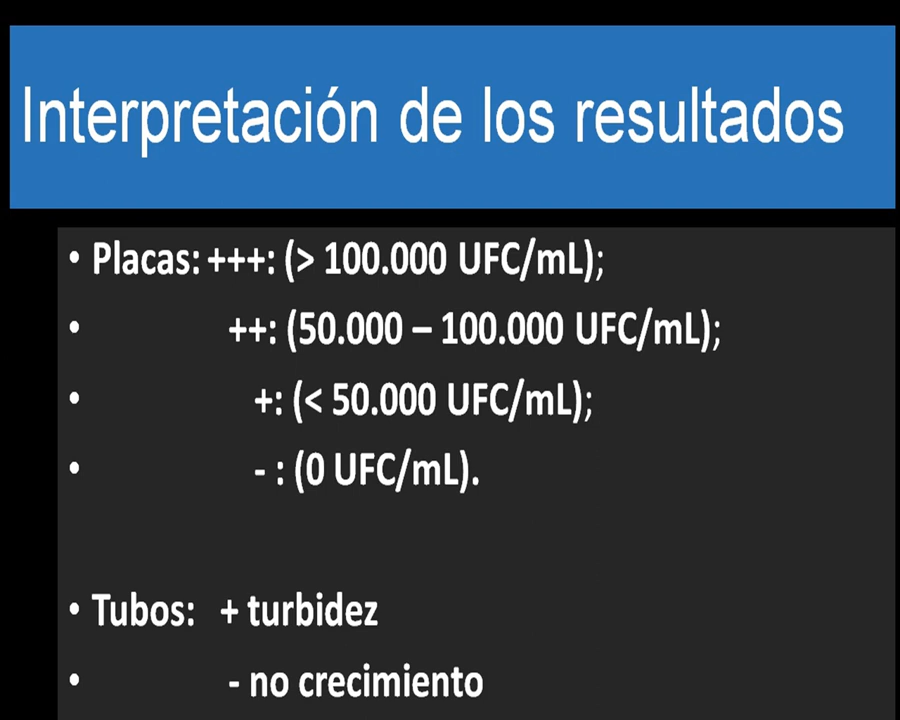 Interpretación de los resultados
• Placas: +++: (> 100.000 UFC/mL);
• ++: (50.000 – 100.000 UFC/mL);
• +: (< 50.000 UFC/mL);
• - : (0 UFC/mL).
• Tubos: + turbidez
• - no crecimiento